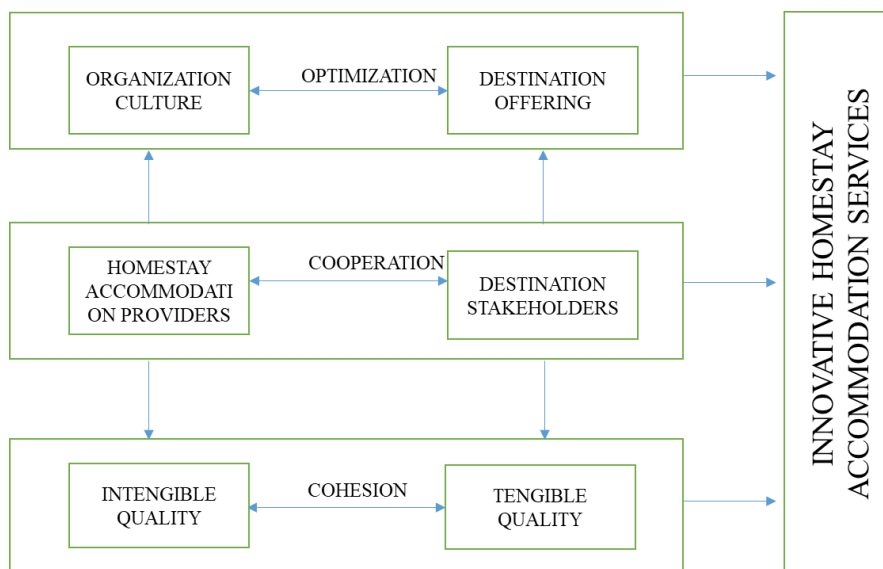 ORGANIZATION
CULTURE
OPTIMIZATION
DESTINATION
OFFERING
HOMESTAY
ACCOMMODATI
ON PROVIDERS
COOPERATION
DESTINATION
STAKEHOLDERS
INTENGIBLE
QUALITY
COHESION
TENGIBLE
QUALITY
INNOVATIVE HOMESTAY
ACCOMMODATION SERVICES